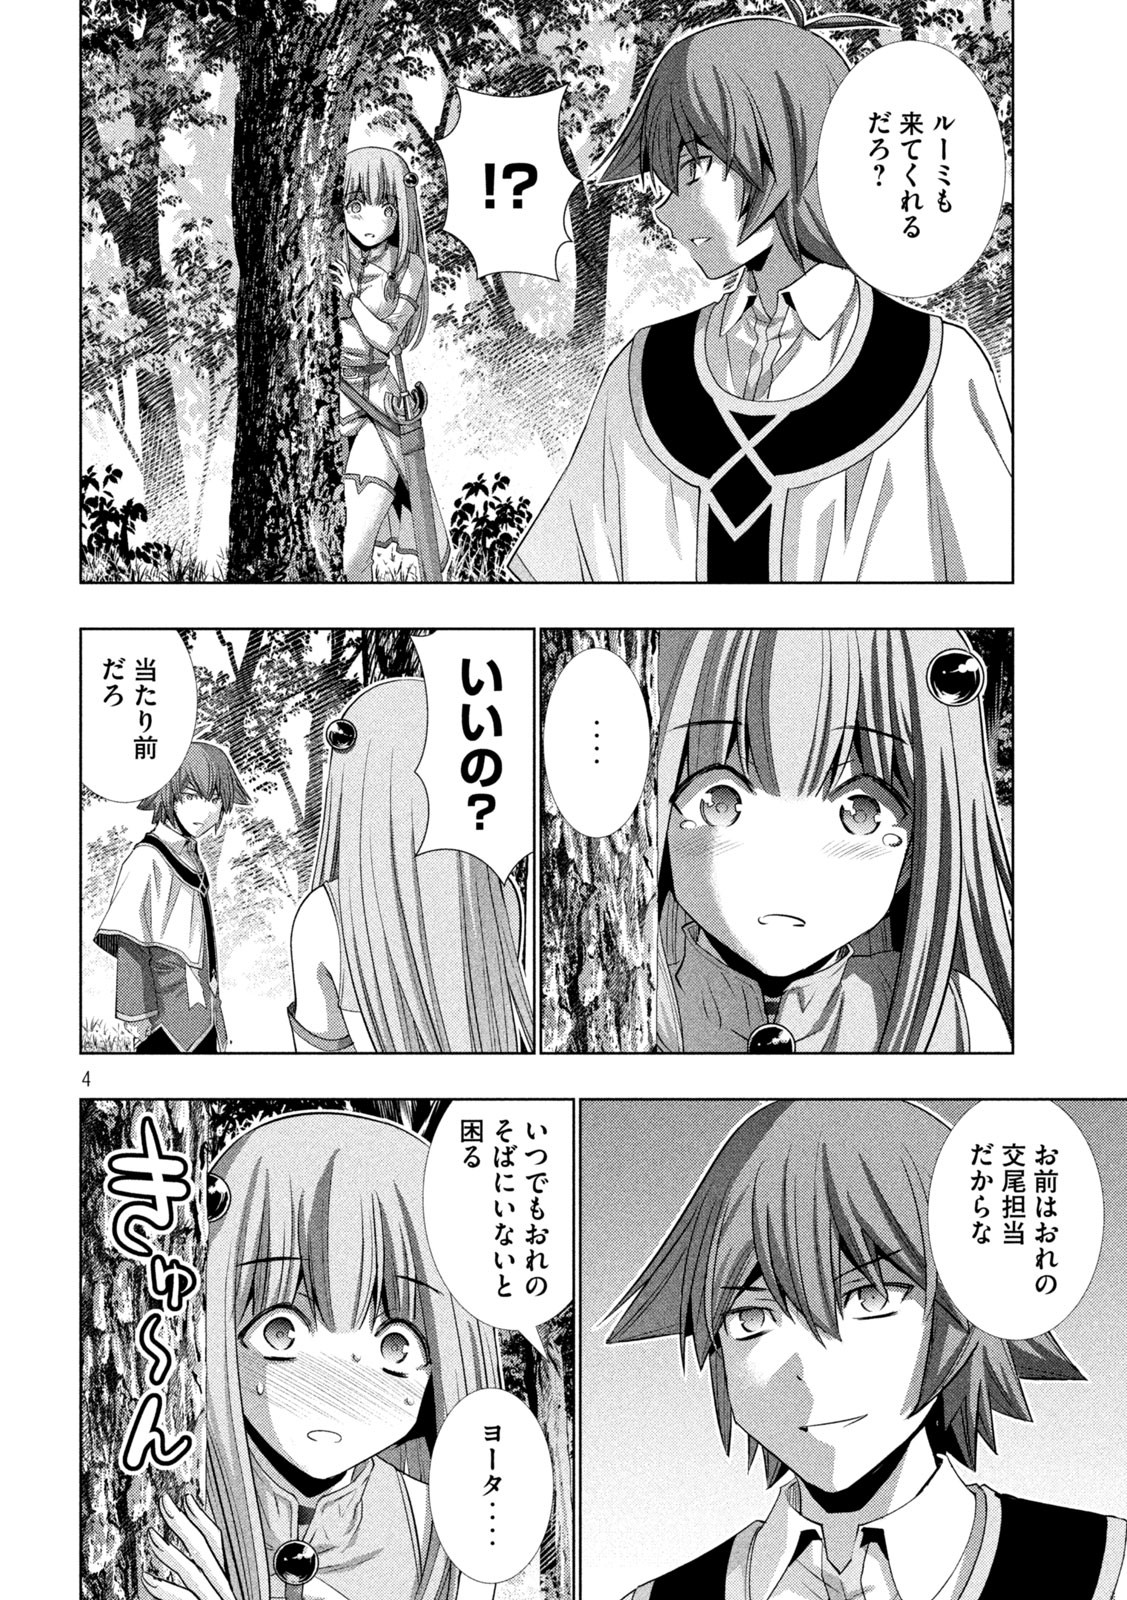 ルーミも
来てくれる
だろ？
!?
‥‥
いいの？
当たり前
だろ
4
お前はおれの
交尾担当
だからな
いつでもおれの
そばにいないと
困る
ヨータ‥‥
きゅ〜ん